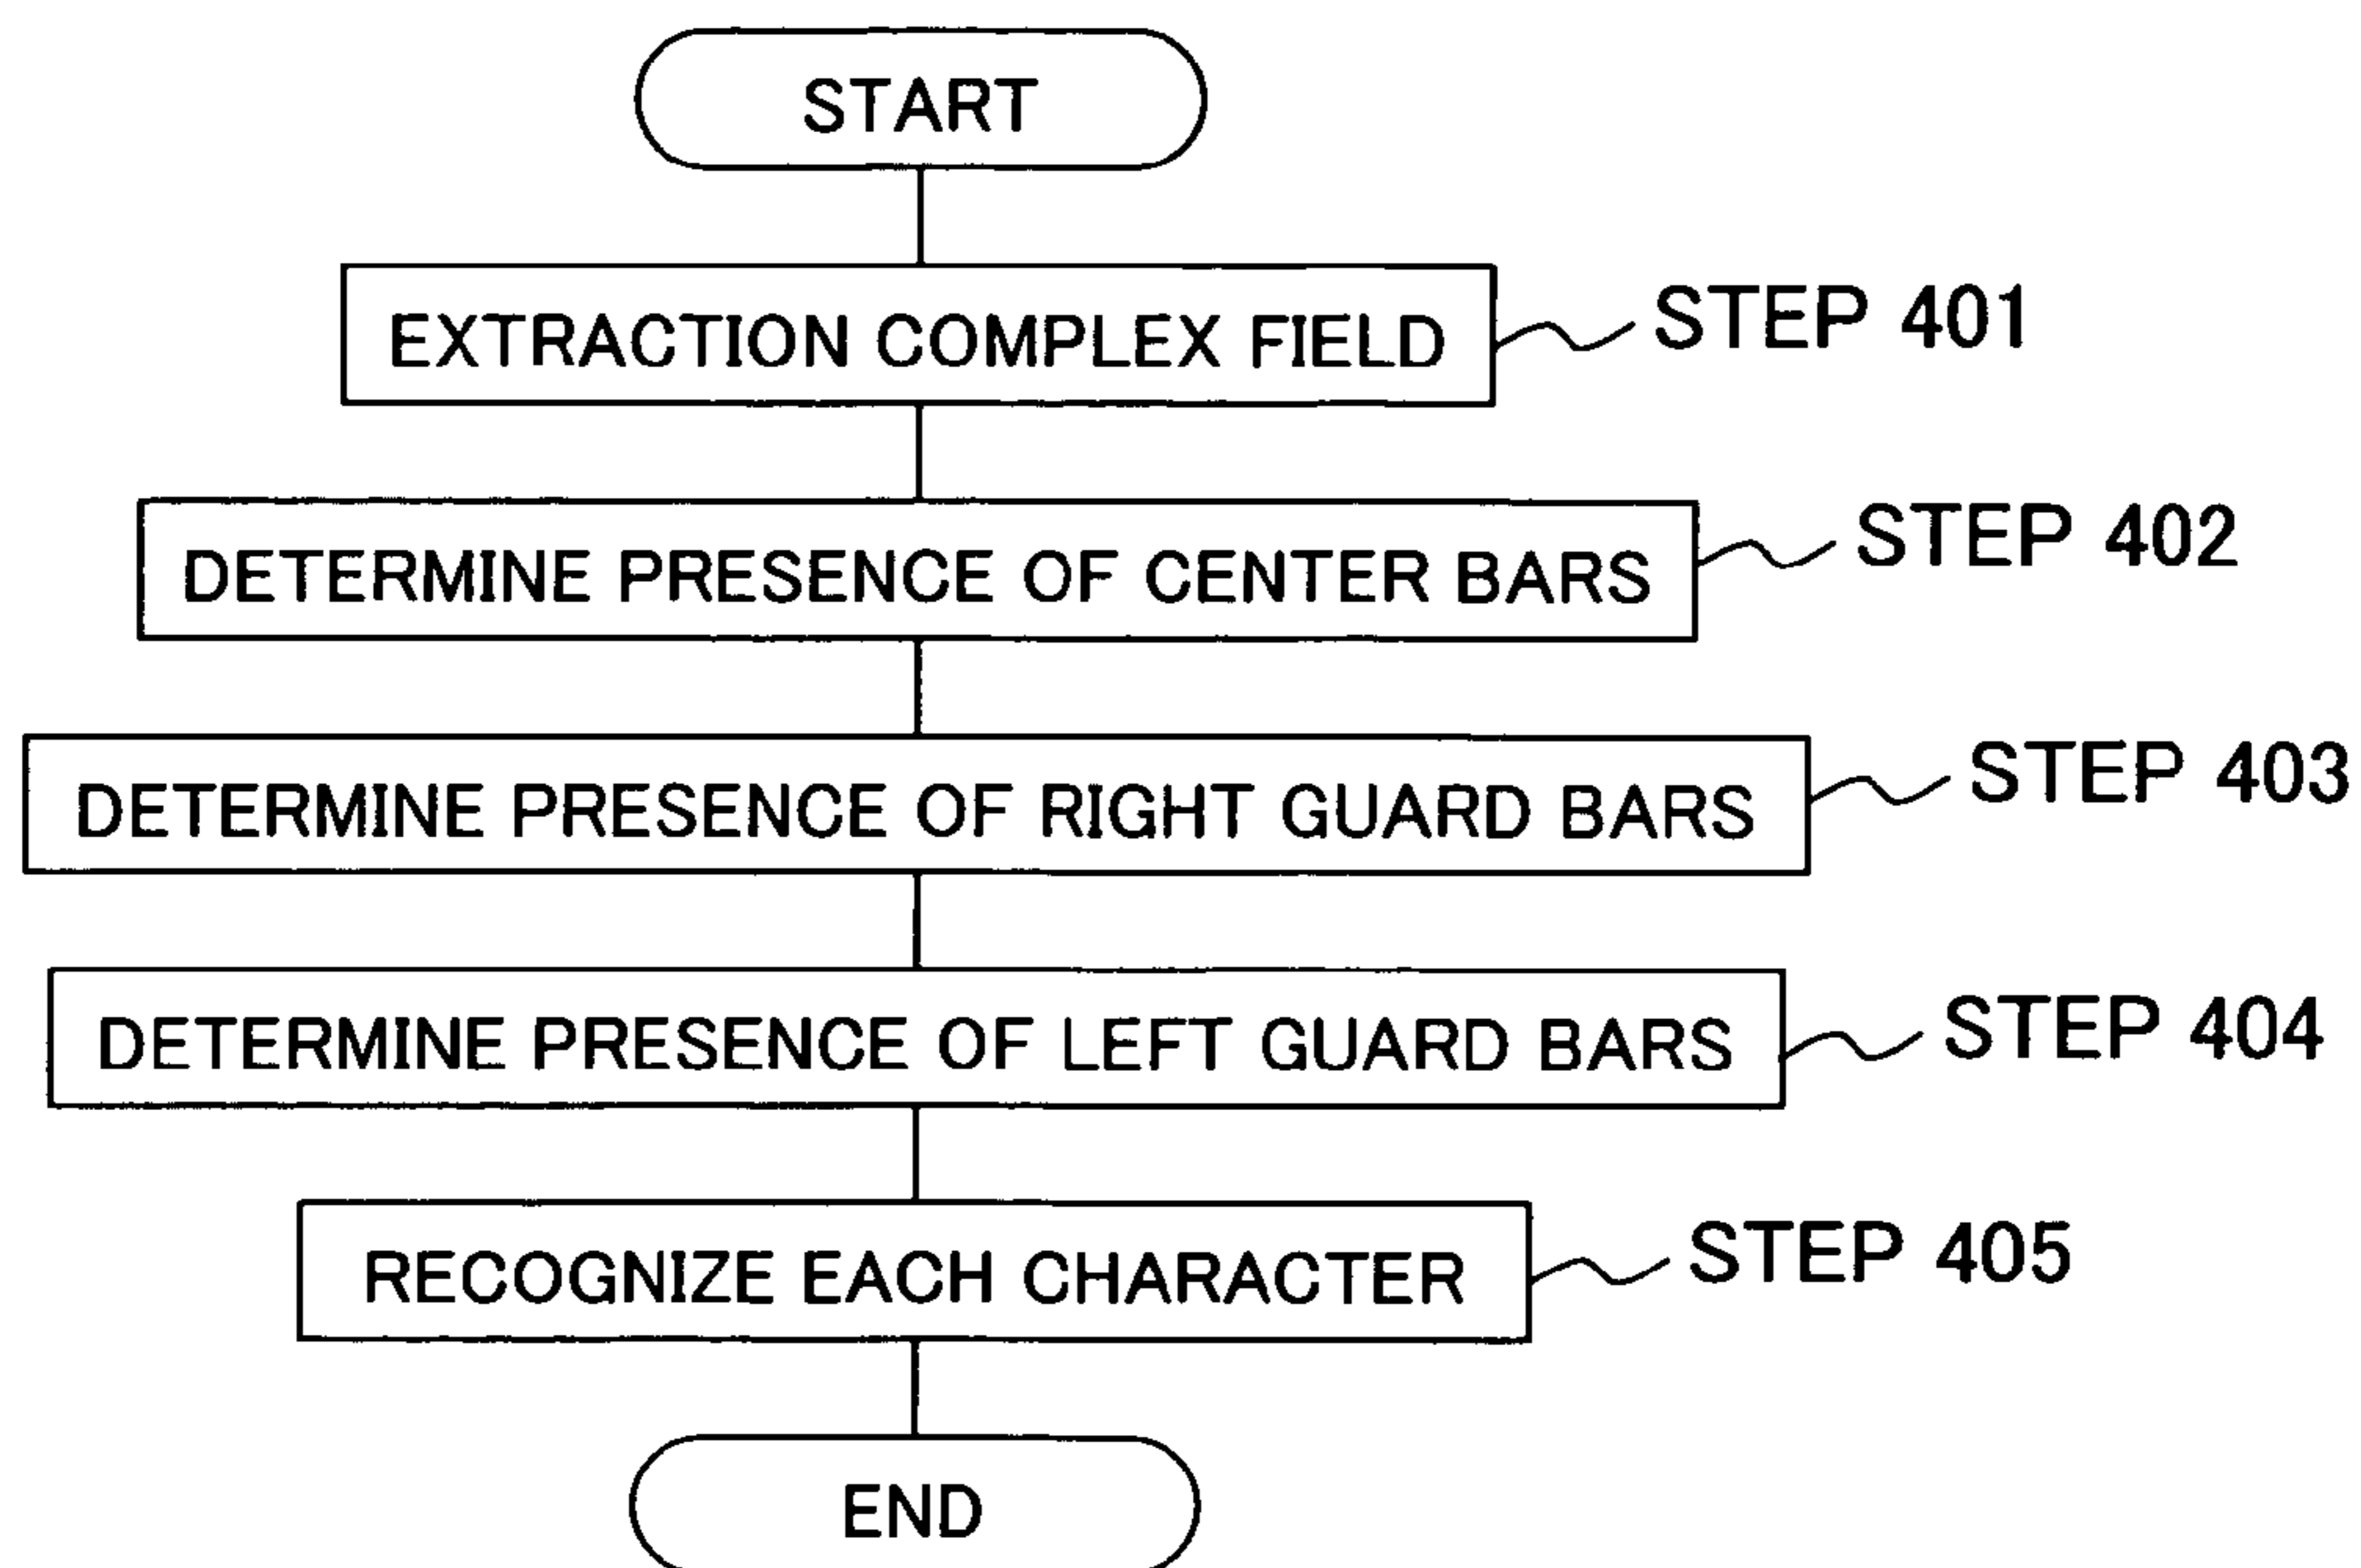 START
EXTRACTION COMPLEX FIELD
STEP 401
DETERMINE PRESENCE OF CENTER BARS
STEP 402
DETERMINE PRESENCE OF RIGHT GUARD BARS
STEP 403
DETERMINE PRESENCE OF LEFT GUARD BARS
STEP 404
RECOGNIZE EACH CHARACTER
STEP 405
END